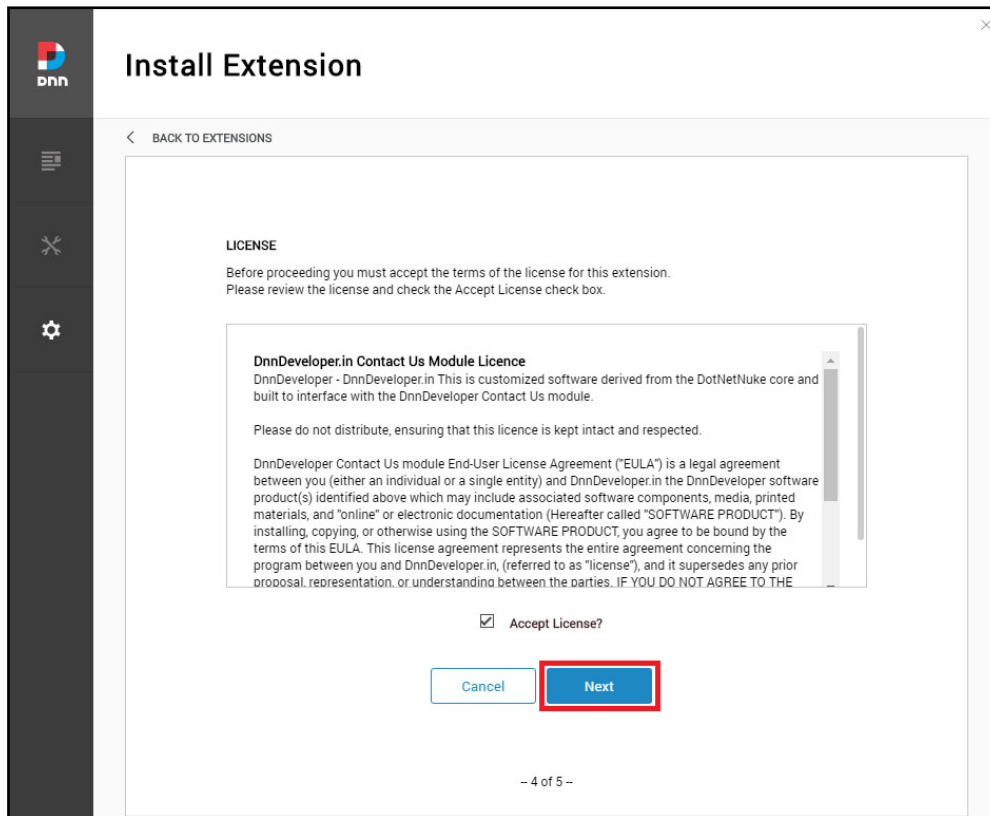 DNN
Install Extension
BACK TO EXTENSIONS
LICENSE
Before proceeding you must accept the terms of the license for this extension.
Please review the license and check the Accept License check box.
DnnDeveloper.in Contact Us Module Licence
DnnDeveloper - DnnDeveloper.in This is customized software derived from the DotNetNuke core and
built to interface with the DnnDeveloper Contact Us module.
Please do not distribute, ensuring that this licence is kept intact and respected.
DnnDeveloper Contact Us module End-User License Agreement ("EULA") is a legal agreement
between you (either an individual or a single entity) and DnnDeveloper.in the DnnDeveloper software
product(s) identified above which may include associated software components, media, printed
materials, and "online" or electronic documentation (Hereafter called "SOFTWARE PRODUCT"). By
installing, copying, or otherwise using the SOFTWARE PRODUCT, you agree to be bound by the
terms of this EULA. This license agreement represents the entire agreement concerning the
program between you and DnnDeveloper.in, (referred to as "license"), and it supersedes any prior
proposal, representation, or understanding between the parties. IF YOU DO NOT AGREE TO THE
Accept License?
Cancel
Next
-- 4 of 5 --